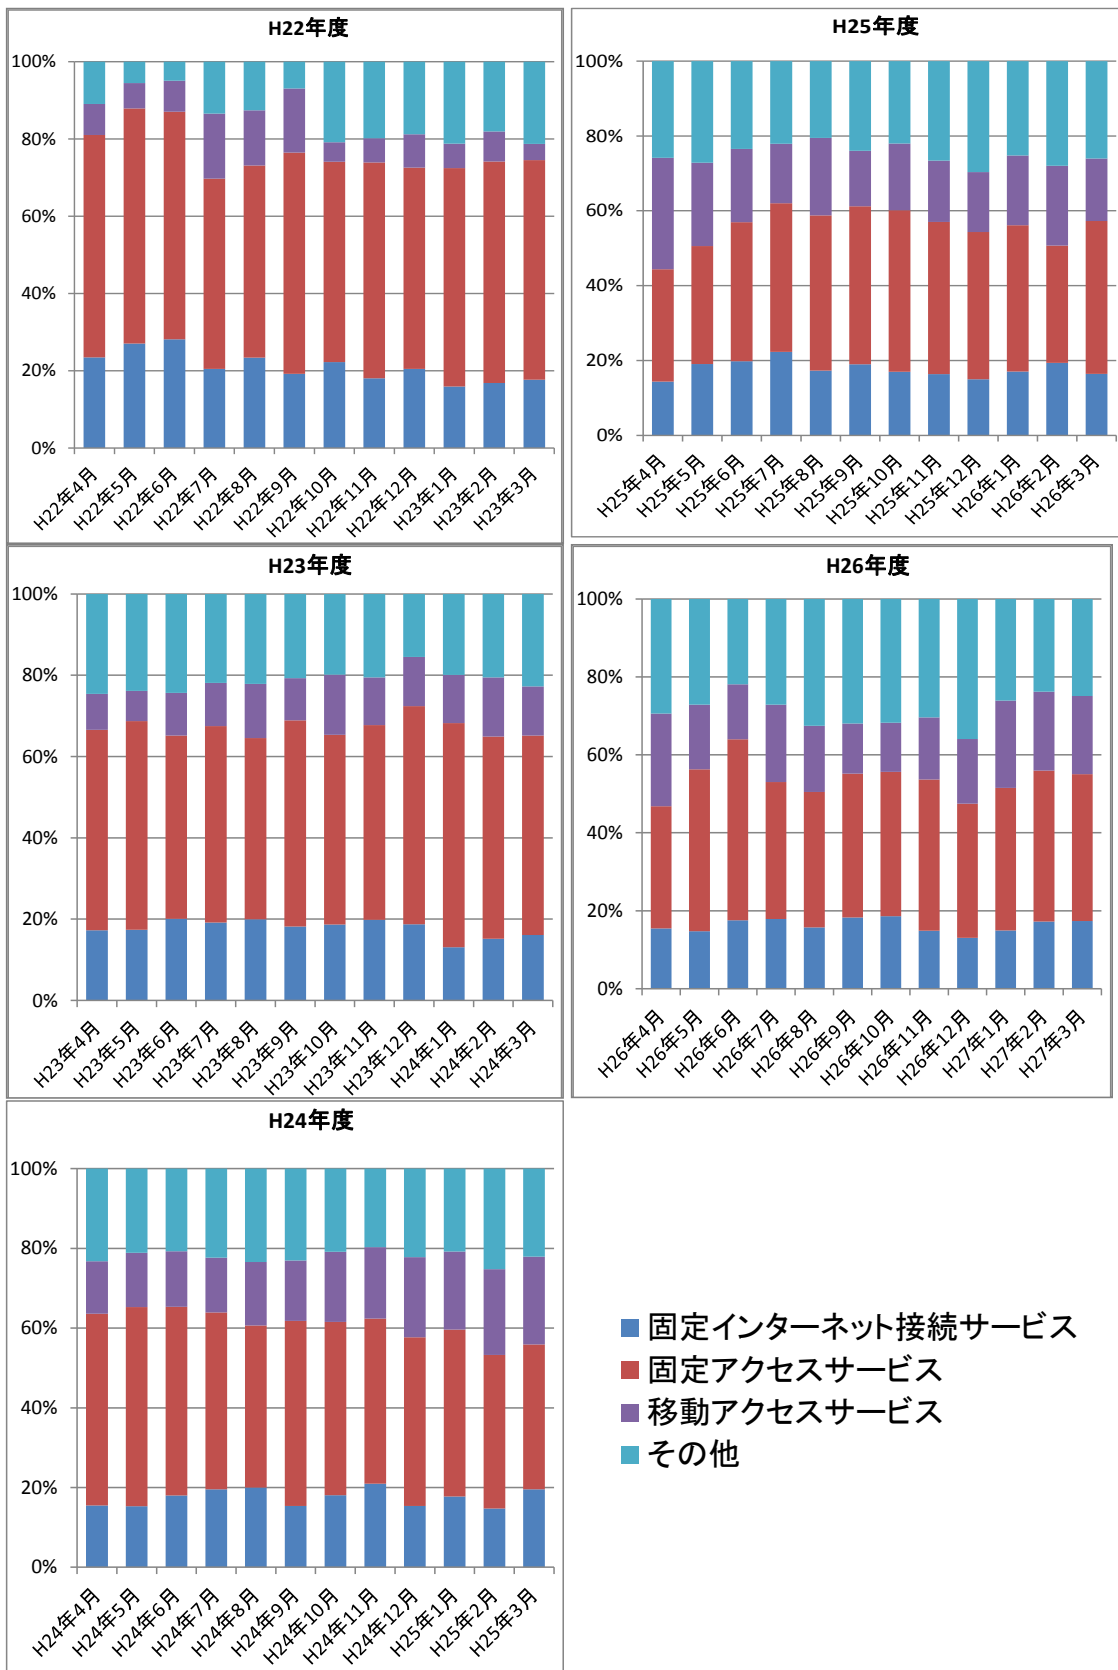 H22年度
100%
80%
60%
40%
20%
0%
H22年4月
H22年5月
H22年6月
H22年7月
H22年8月
H22年9月
H22年10月
H22年11月
H22年12月
H23年1月
H23年2月
H23年3月
H25年度
100%
80%
60%
40%
20%
0%
H25年4月
H25年5月
H25年6月
H25年7月
H25年8月
H25年9月
H25年10月
H25年11月
H25年12月
H26年1月
H26年2月
H26年3月
H23年度
100%
80%
60%
40%
20%
0%
H23年4月
H23年5月
H23年6月
H23年7月
H23年8月
H23年9月
H23年10月
H23年11月
H23年12月
H24年1月
H24年2月
H24年3月
H26年度
100%
80%
60%
40%
20%
0%
H26年4月
H26年5月
H26年6月
H26年7月
H26年8月
H26年9月
H26年10月
H26年11月
H26年12月
H27年1月
H27年2月
H27年3月
H24年度
100%
80%
60%
40%
20%
0%
H24年4月
H24年5月
H24年6月
H24年7月
H24年8月
H24年9月
H24年10月
H24年11月
H24年12月
H25年1月
H25年2月
H25年3月
固定インターネット接続サービス
固定アクセスサービス
移動アクセスサービス
その他